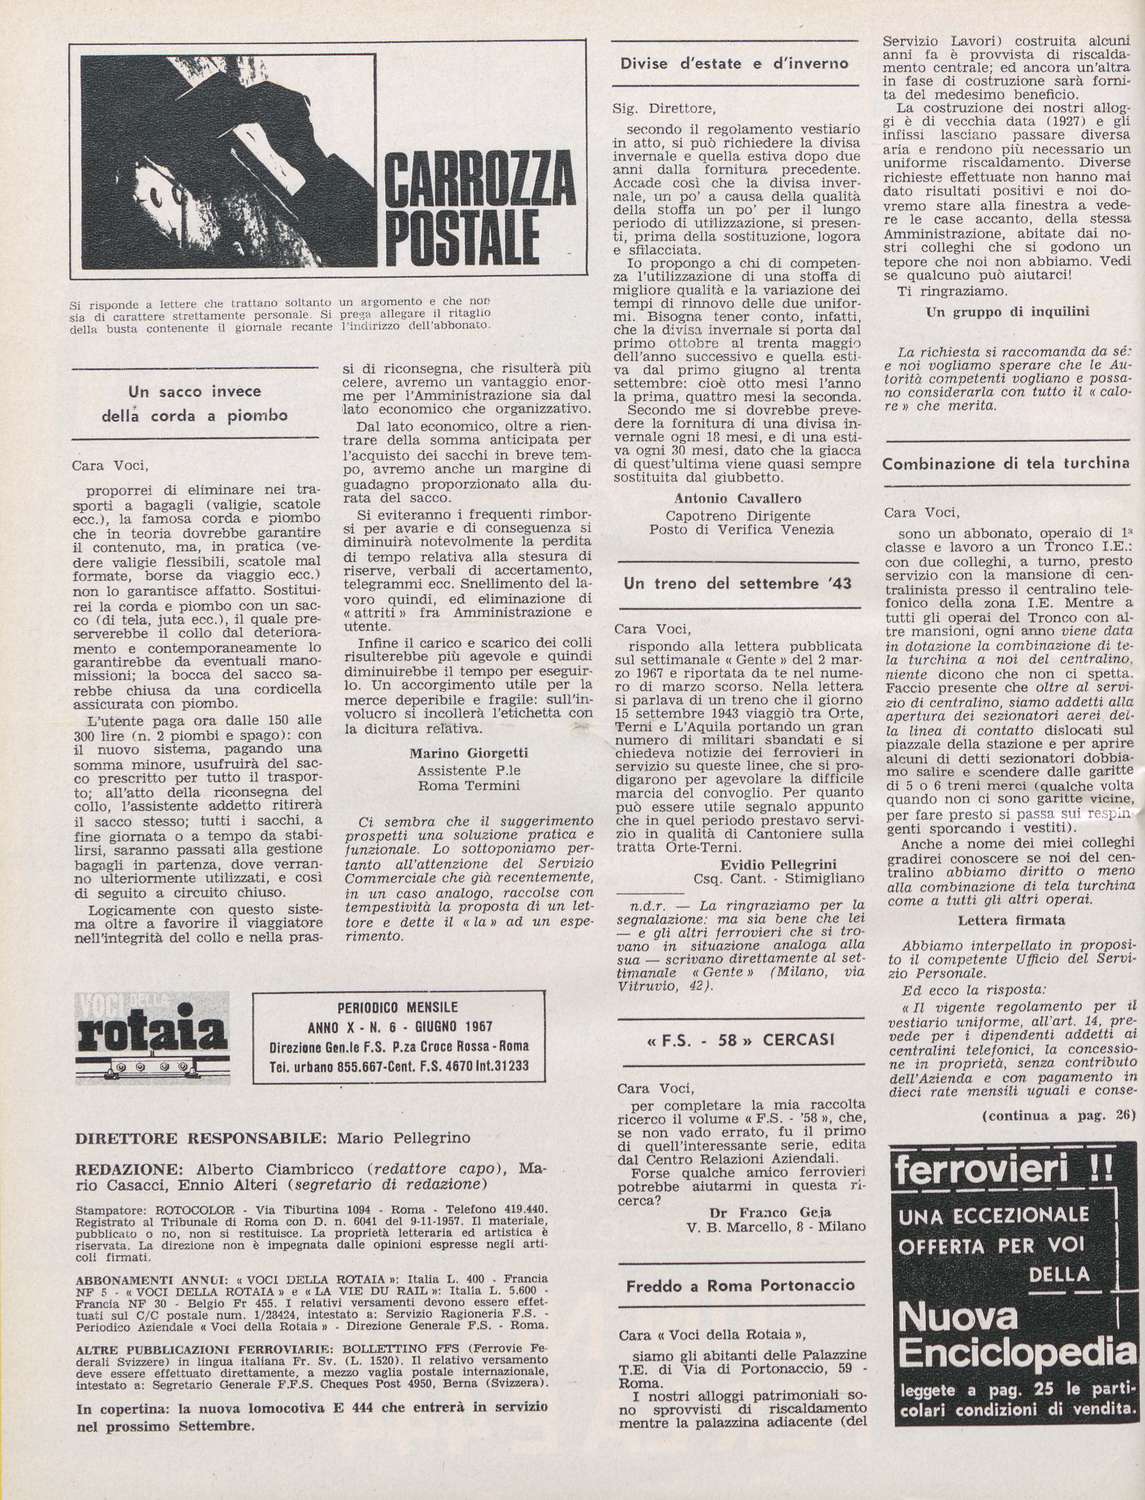 CARROZZA
POSTALE
Si risponde a lettere che trattano soltanto un argomento e che non
sia di carattere strettamente personale. Si prega allegare il ritaglio
della busta contenente il giornale recante l'indirizzo dell'abbonato.
Un sacco invece
della corda a piombo
Cara Voci,
proporrei di eliminare nei tra-
sporti a bagagli (valigie, scatole
ecc.), la famosa corda e piombo
che in teoria dovrebbe garantire
il contenuto, ma, in pratica (ve-
dere valigie flessibili, scatole mal
formate, borse da viaggio ecc.)
non lo garantisce affatto. Sostitui-
rei la corda e piombo con un sac-
co (di tela, juta ecc.), il quale pre-
serverebbe il collo dal deteriora-
mento e contemporaneamente lo
garantirebbe da eventuali mano-
missioni; la bocca del sacco sa-
rebbe chiusa da una cordicella
assicurata con piombo.
L'utente paga ora dalle 150 alle
300 lire (n. 2 piombi e spago): con
il nuovo sistema, pagando una
somma minore, usufruirà del sac-
co prescritto per tutto il traspor-
to; all'atto della riconsegna del
collo, l'assistente addetto ritirerà
il sacco stesso; tutti i sacchi, a
fine giornata o a tempo da stabi-
lirsi, saranno passati alla gestione
bagagli in partenza, dove verran-
no ulteriormente utilizzati, e così
di seguito a circuito chiuso.
Logicamente con questo siste-
ma oltre a favorire il viaggiatore
nell'integrità del collo e nella pras-
si di riconsegna, che risulterà più
celere, avremo un vantaggio enor-
me per l'Amministrazione sia dal
lato economico che organizzativo.
Dal lato economico, oltre a rien-
trare della somma anticipata per
l'acquisto dei sacchi in breve tem-
po, avremo anche un margine di
guadagno proporzionato alla du-
rata del sacco.
Si eviteranno i frequenti rimbor-
si per avarie e di conseguenza si
diminuirà notevolmente la perdita
di tempo relativa alla stesura di
riserve, verbali di accertamento,
telegrammi ecc. Snellimento del la-
voro quindi, ed eliminazione di
« attriti » fra Amministrazione e
utente.
Infine il carico e scarico dei colli
risulterebbe più agevole e quindi
diminuirebbe il tempo per eseguir-
lo. Un accorgimento utile per la
merce deperibile e fragile: sull'in-
volucro si incollerà l'etichetta con
la dicitura relativa.
Marino Giorgetti
Assistente P.le
Roma Termini
Ci sembra che il suggerimento
prospetti una soluzione pratica e
funzionale. Lo sottoponiamo per-
tanto all'attenzione del Servizio
Commerciale che già recentemente,
in un caso analogo, raccolse con
tempestività la proposta di un let-
tore e dette il « la » ad un espe-
rimento.
VOCI DELLA
rotaia
PERIODICO MENSILE
ANNO X - N. 6 - GIUGNO 1967
Direzione Gen.le F.S. P.za Croce Rossa - Roma
Tel. urbano 855.667-Cent. F.S. 4670 Int.31233
DIRETTORE RESPONSABILE: Mario Pellegrino
REDAZIONE: Alberto Ciambricco (redattore capo), Ma-
rio Casacci, Ennio Alteri (segretario di redazione)
Stampatore: ROTOCOLOR - Via Tiburtina 1094 - Roma - Telefono 419.440.
Registrato al Tribunale di Roma con D. n. 6041 del 9-11-1957. Il materiale,
pubblicato o no, non si restituisce. La proprietà letteraria ed artistica è
riservata. La direzione non è impegnata dalle opinioni espresse negli arti-
coli firmati.
ABBONAMENTI ANNUI: « VOCI DELLA ROTAIA »: Italia L. 400 - Francia
NF 5 - « VOCI DELLA ROTAIA » e « LA VIE DU RAIL »: Italia L. 5.600 -
Francia NF 30 - Belgio Fr 455. I relativi versamenti devono essere effet-
tuati sul C/C postale num. 1/23424, intestato a: Servizio Ragioneria F.S. -
Periodico Aziendale « Voci della Rotaia » - Direzione Generale F.S. - Roma.
ALTRE PUBBLICAZIONI FERROVIARIE: BOLLETTINO FFS (Ferrovie Fe-
derali Svizzere) in lingua italiana Fr. Sv. (L. 1520). Il relativo versamento
deve essere effettuato direttamente, a mezzo vaglia postale internazionale,
intestato a: Segretario Generale F.F.S. Cheques Post 4950, Berna (Svizzera).
In copertina: la nuova lomocotiva E 444 che entrerà in servizio
nel prossimo Settembre.
Divise d'estate e d'inverno
Sig. Direttore,
secondo il regolamento vestiario
in atto, si può richiedere la divisa
invernale e quella estiva dopo due
anni dalla fornitura precedente.
Accade così che la divisa inver-
nale, un po' a causa della qualità
della stoffa un po' per il lungo
periodo di utilizzazione, si presen-
ti, prima della sostituzione, logora
e sfilacciata.
Io propongo a chi di competen-
za l'utilizzazione di una stoffa di
migliore qualità e la variazione dei
tempi di rinnovo delle due unifor-
mi. Bisogna tener conto, infatti,
che la divisa invernale si porta dal
primo ottobre al trenta maggio
dell'anno successivo e quella esti-
va dal primo giugno al trenta
settembre: cioè otto mesi l'anno
la prima, quattro mesi la seconda.
Secondo me si dovrebbe preve-
dere la fornitura di una divisa in-
vernale ogni 18 mesi, e di una esti-
va ogni 30 mesi, dato che la giacca
di quest'ultima viene quasi sempre
sostituita dal giubbetto.
Antonio Cavallero
Capotreno Dirigente
Posto di Verifica Venezia
Un treno del settembre '43
Cara Voci,
rispondo alla lettera pubblicata
sul settimanale « Gente » del 2 mar-
zo 1967 e riportata da te nel nume-
ro di marzo scorso. Nella lettera
si parlava di un treno che il giorno
15 settembre 1943 viaggiò tra Orte,
Terni e L'Aquila portando un gran
numero di militari sbandati e si
chiedeva notizie dei ferrovieri in
servizio su queste linee, che si pro-
digarono per agevolare la difficile
marcia del convoglio. Per quanto
può essere utile segnalo appunto
che in quel periodo prestavo servi-
zio in qualità di Cantoniere sulla
tratta Orte-Terni.
Evidio Pellegrini
Csq. Cant. - Stimigliano
n.d.r. — La ringraziamo per la
segnalazione: ma sia bene che lei
— e gli altri ferrovieri che si tro-
vano in situazione analoga alla
sua — scrivano direttamente al set-
timanale « Gente » (Milano, via
Vitruvio, 42).
« F.S. - 58 » CERCASI
Cara Voci,
per completare la mia raccolta
ricerco il volume « F.S. - '58 », che,
se non vado errato, fu il primo
di quell'interessante serie, edita
dal Centro Relazioni Aziendali.
Forse qualche amico ferrovieri
potrebbe aiutarmi in questa ri-
cerca?
Dr Franco Geja
V. B. Marcello, 8 - Milano
Freddo a Roma Portonaccio
Cara « Voci della Rotaia »,
siamo gli abitanti delle Palazzine
T.E. di Via di Portonaccio, 59 -
Roma.
I nostri alloggi patrimoniali so-
no sprovvisti di riscaldamento
mentre la palazzina adiacente (del
Servizio Lavori) costruita alcuni
anni fa è provvista di riscalda-
mento centrale; ed ancora un'altra
in fase di costruzione sarà forni-
ta del medesimo beneficio.
La costruzione dei nostri allog-
gi è di vecchia data (1927) e gli
infissi lasciano passare diversa
aria e rendono più necessario un
uniforme riscaldamento. Diverse
richieste effettuate non hanno mai
dato risultati positivi e noi do-
vremo stare alla finestra a vede-
re le case accanto, della stessa
Amministrazione, abitate dai no-
stri colleghi che si godono un
tepore che noi non abbiamo. Vedi
se qualcuno può aiutarci!
Ti ringraziamo.
Un gruppo di inquilini
La richiesta si raccomanda da sé:
e noi vogliamo sperare che le Au-
torità competenti vogliano e possa-
no considerarla con tutto il « calo-
re » che merita.
Combinazione di tela turchina
Cara Voci,
sono un abbonato, operaio di 1ª
classe e lavoro a un Tronco I.E.:
con due colleghi, a turno, presto
servizio con la mansione di cen-
tralinista presso il centralino tele-
fonico della zona I.E. Mentre a
tutti gli operai del Tronco con al-
tre mansioni, ogni anno viene data
in dotazione la combinazione di te-
la turchina a noi del centralino,
niente dicono che non ci spetta.
Faccio presente che oltre al servi-
zio di centralino, siamo addetti alla
apertura dei sezionatori aerei del-
la linea di contatto dislocati sul
piazzale della stazione e per aprire
alcuni di detti sezionatori dobbia-
mo salire e scendere dalle garitte
di 5 o 6 treni merci (qualche volta
quando non ci sono garitte vicine,
per fare presto si passa sui respin-
genti sporcando i vestiti).
Anche a nome dei miei colleghi
gradirei conoscere se noi del cen-
tralino abbiamo diritto o meno
alla combinazione di tela turchina
come a tutti gli altri operai.
Lettera firmata
Abbiamo interpellato in proposi-
to il competente Ufficio del Servi-
zio Personale.
Ed ecco la risposta:
« Il vigente regolamento per il
vestiario uniforme, all'art. 14, pre-
vede per i dipendenti addetti ai
centralini telefonici, la concessio-
ne in proprietà, senza contributo
dell'Azienda e con pagamento in
dieci rate mensili uguali e conse-
(continua a pag. 26)
ferrovieri !!
UNA ECCEZIONALE
OFFERTA PER VOI
DELLA
Nuova
Enciclopedia
leggete a pag. 25 le parti-
colari condizioni di vendita.